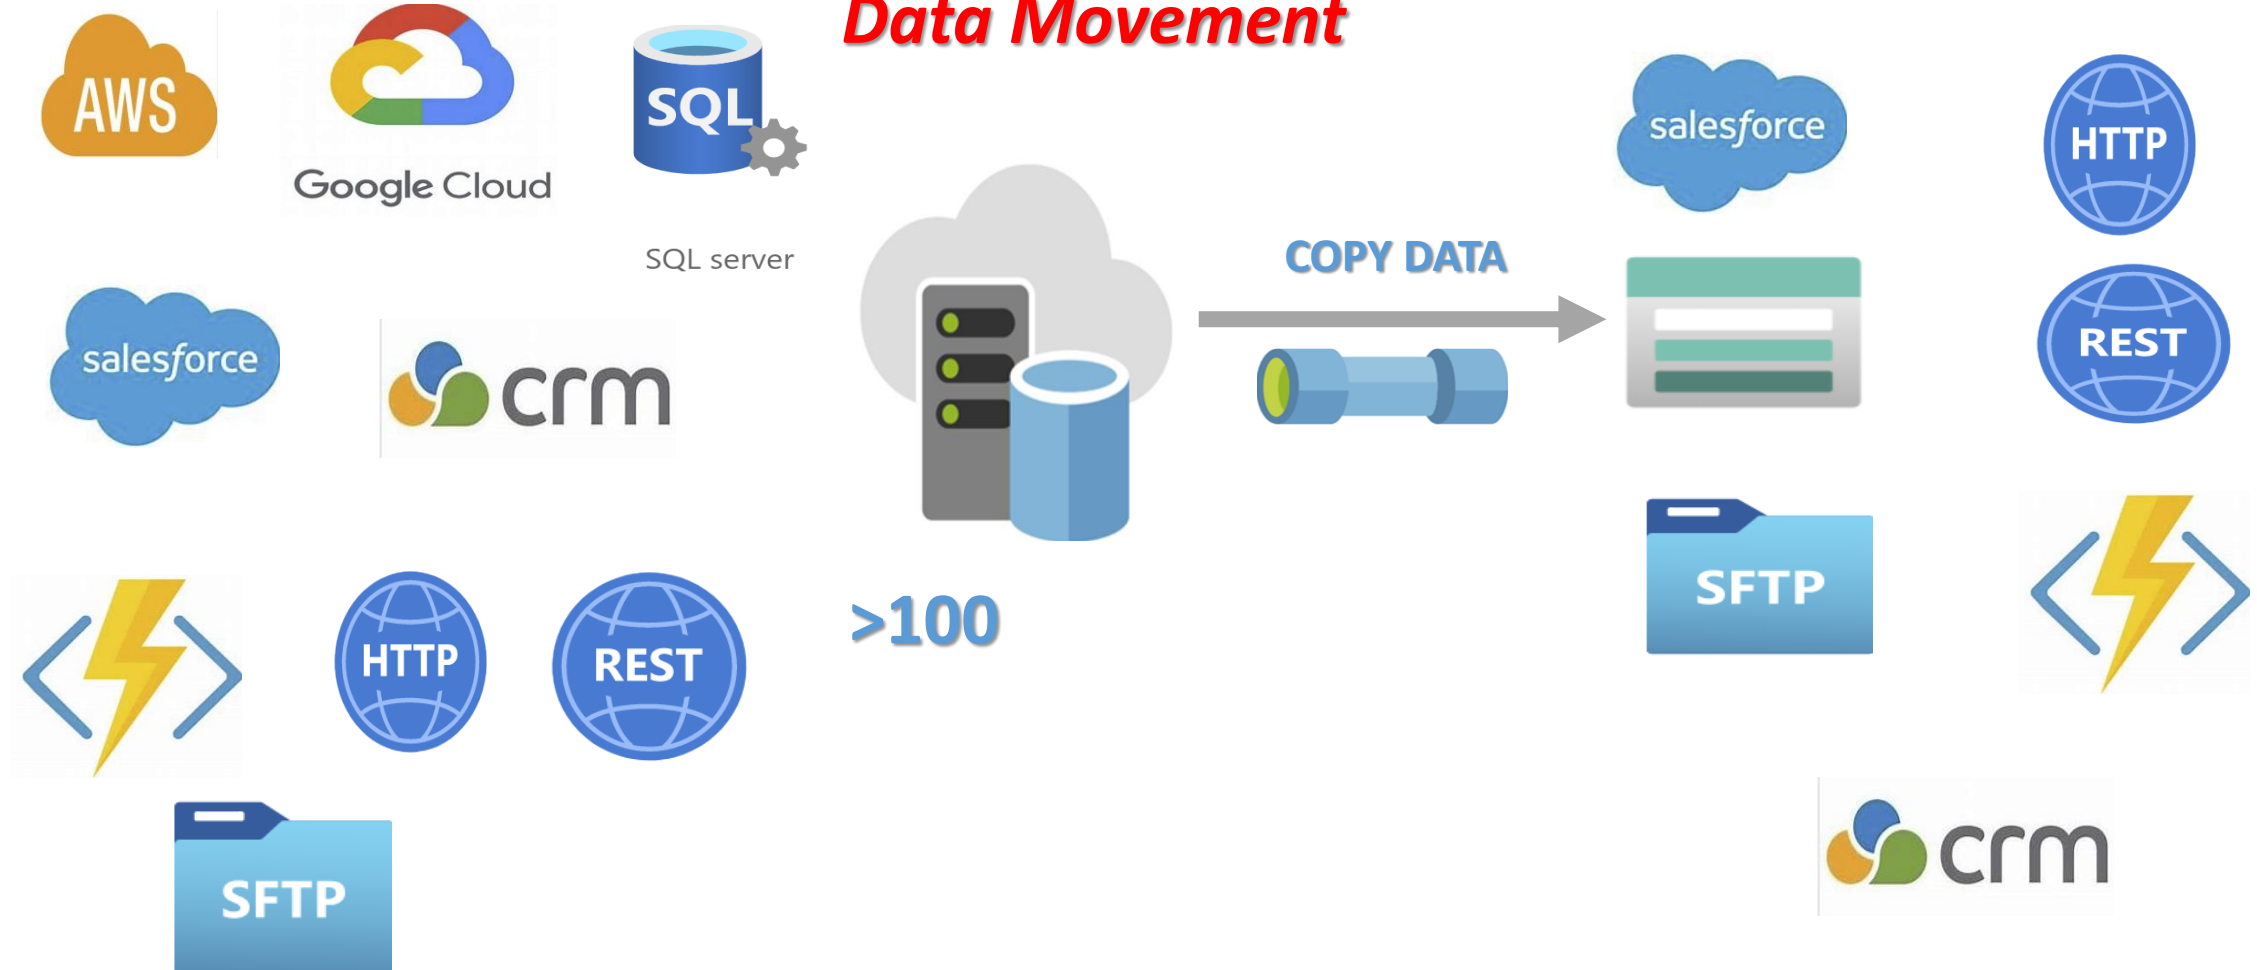 Data Movement
AWS
Google Cloud
SQL
SQL server
salesforce
crm
HTTP
REST
SFTP
>100
COPY DATA
salesforce
HTTP
REST
SFTP
crm